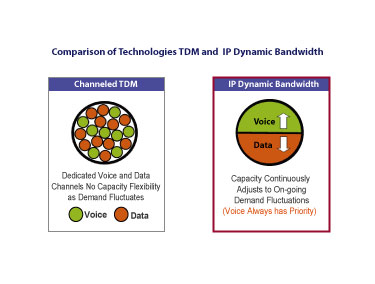 Comparison of Technologies TDM and IP Dynamic Bandwidth
Channeled TDM
Dedicated Voice and Data
Channels No Capacity Flexibility
as Demand Fluctuates
Voice
Data
IP Dynamic Bandwidth
Voice
Data
Capacity Continuously
Adjusts to On-going
Demand Fluctuations
(Voice Always has Priority)